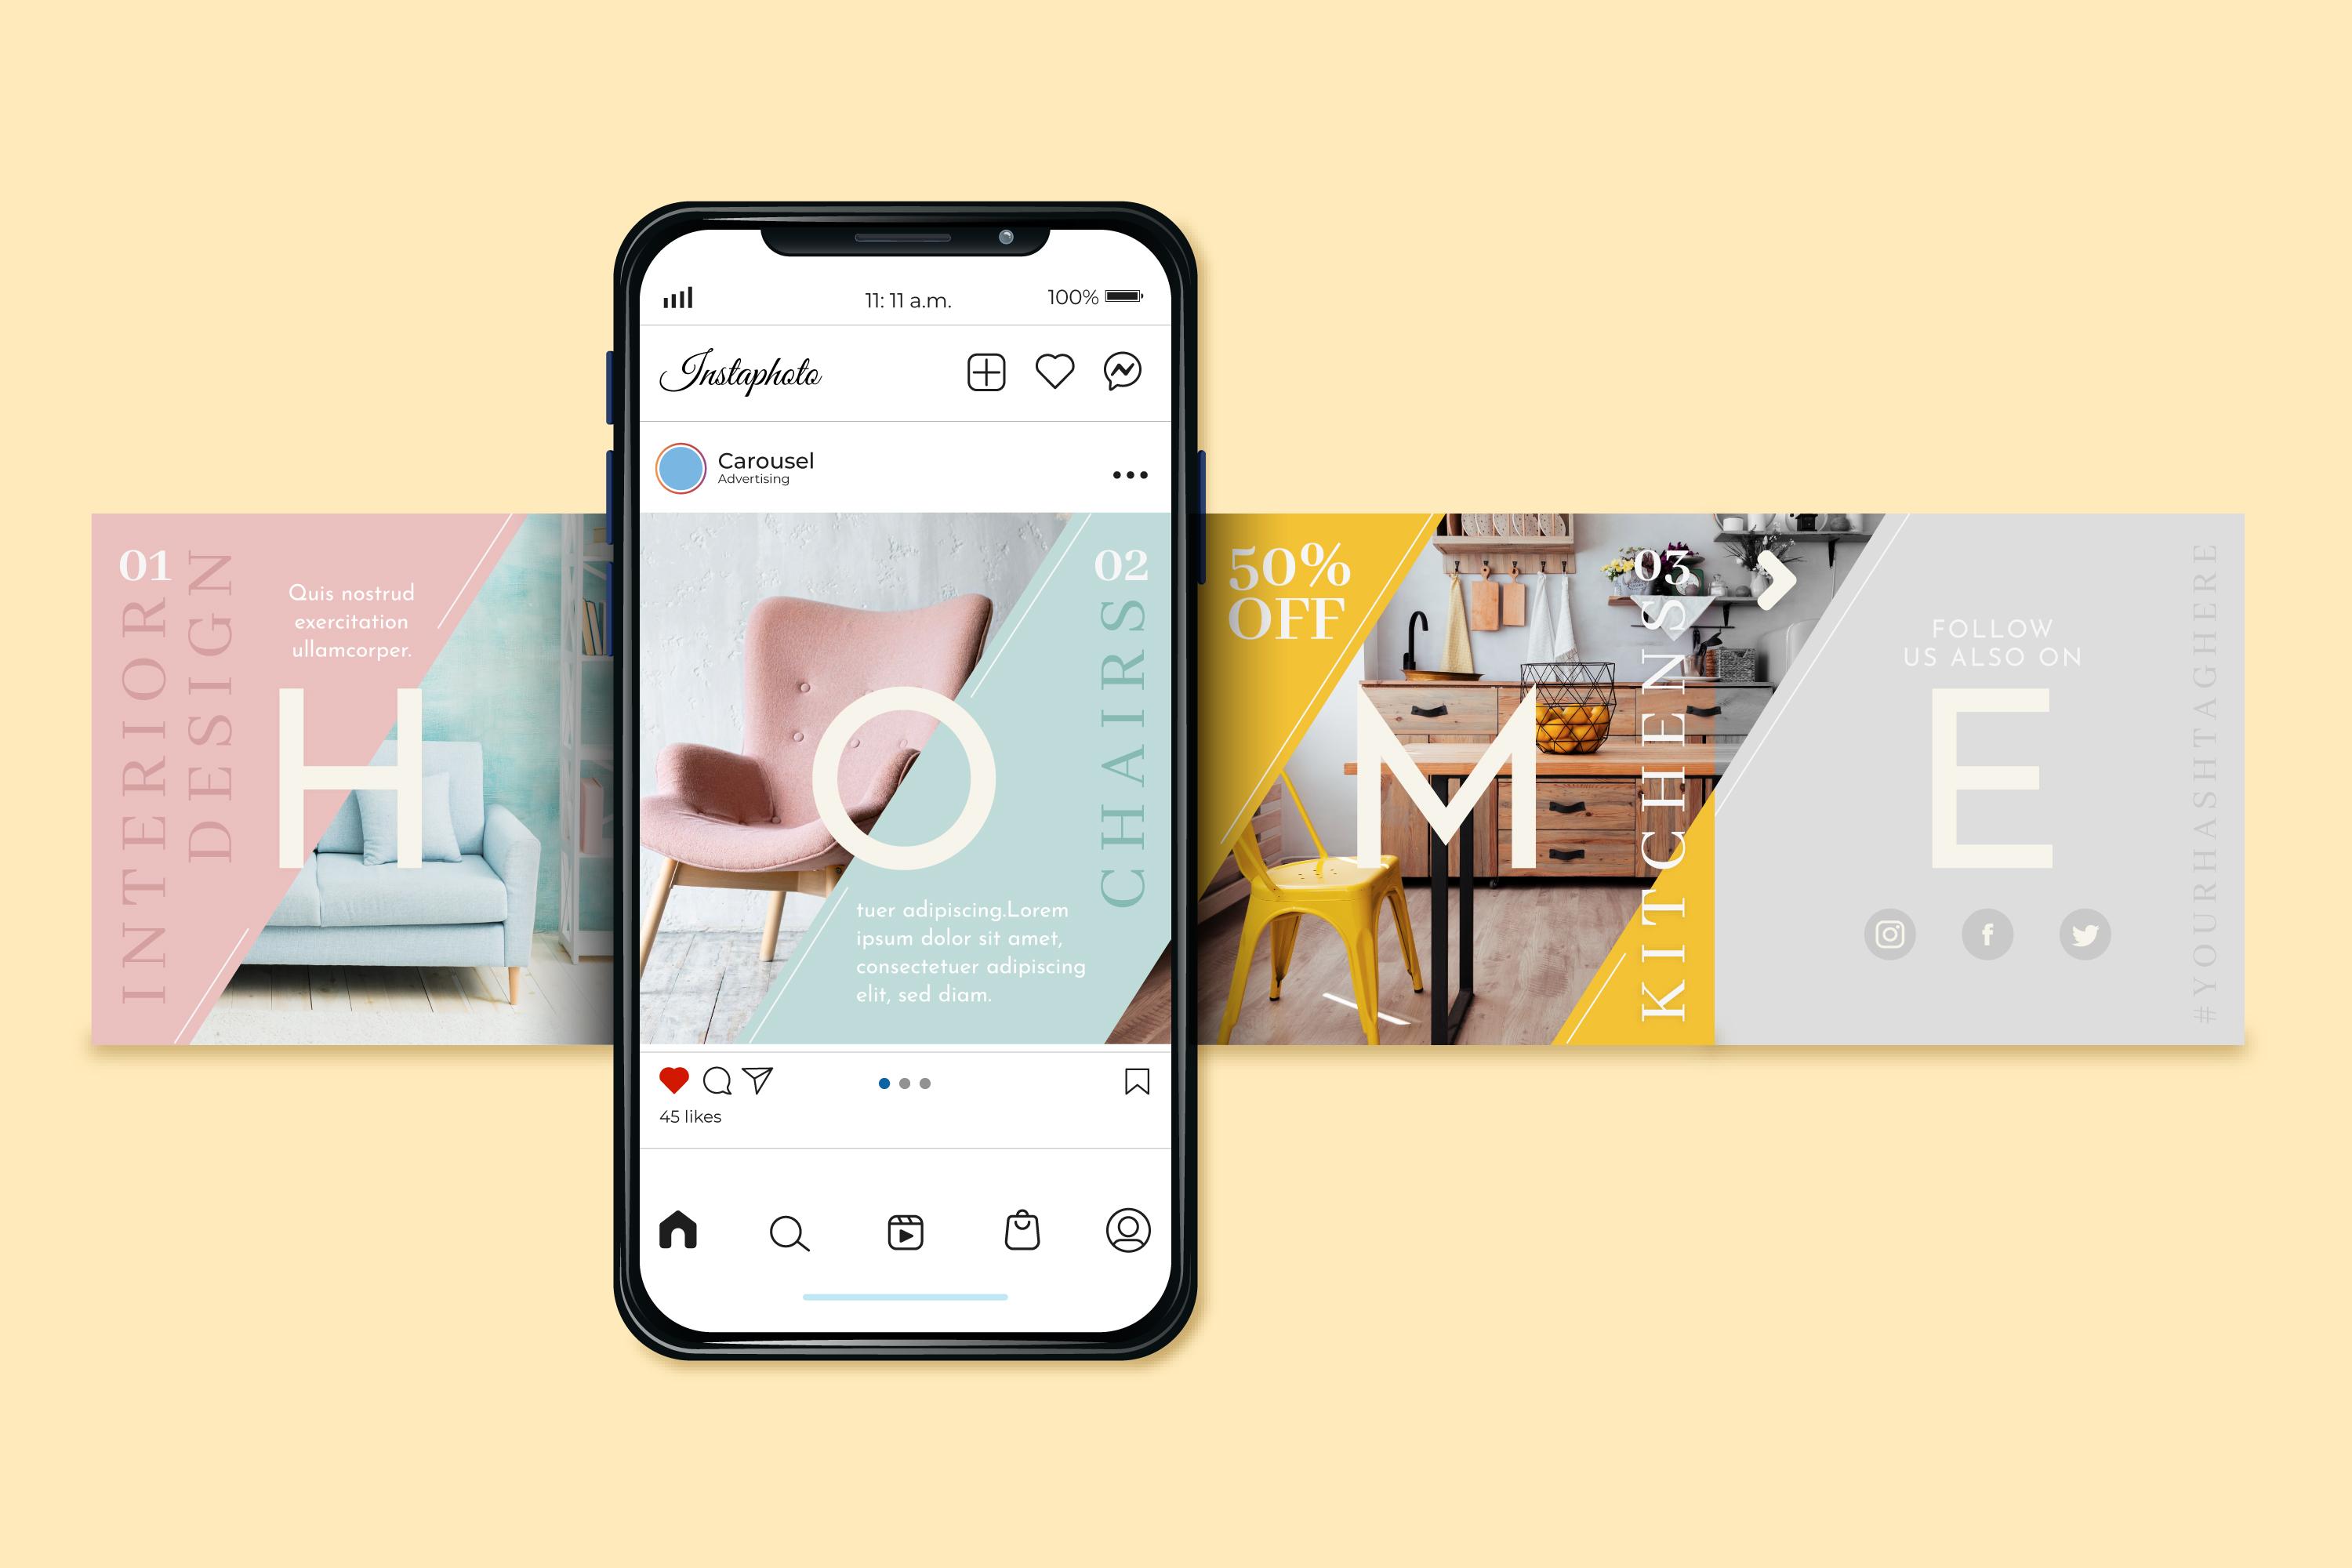 11: 11 a.m.
100%
Instaphoto
Carousel
Advertising
01
INTERIOR
DESIGN
Quis nostrud
exercitation
ullamcorper.
H
O
02
CHAIRS
tuer adipiscing.Lorem
ipsum dolor sit amet,
consectetuer adipiscing
elit, sed diam.
50%
OFF
M
03
KITCHENS
FOLLOW
US ALSO ON
E
f
#YOURHASHTAGHERE
45 likes